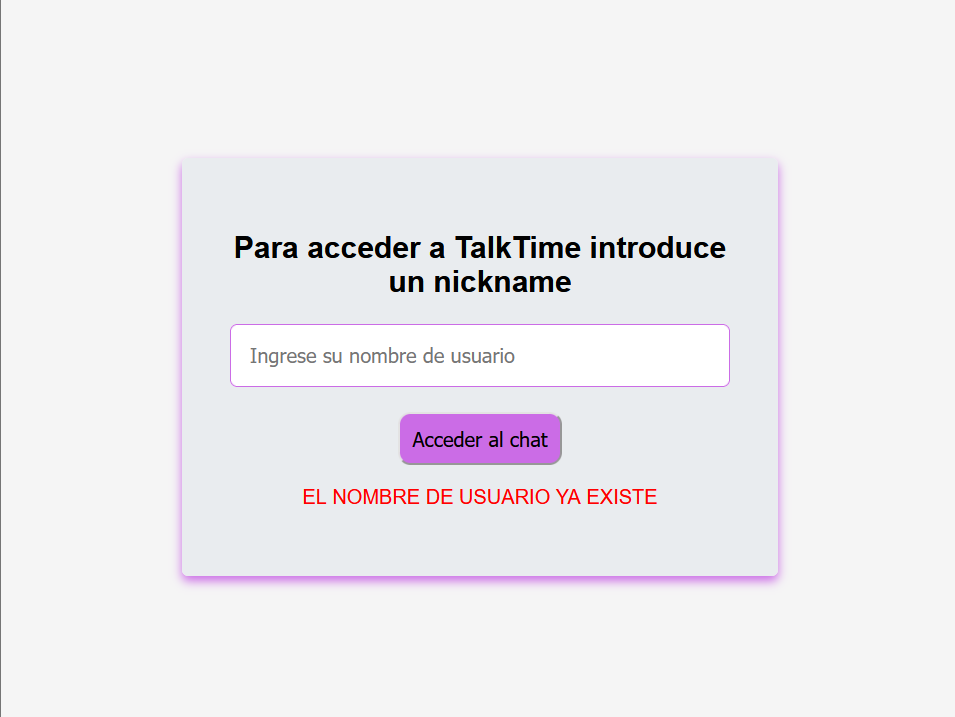 Para acceder a TalkTime introduce
un nickname
Ingrese su nombre de usuario
Acceder al chat
EL NOMBRE DE USUARIO YA EXISTE